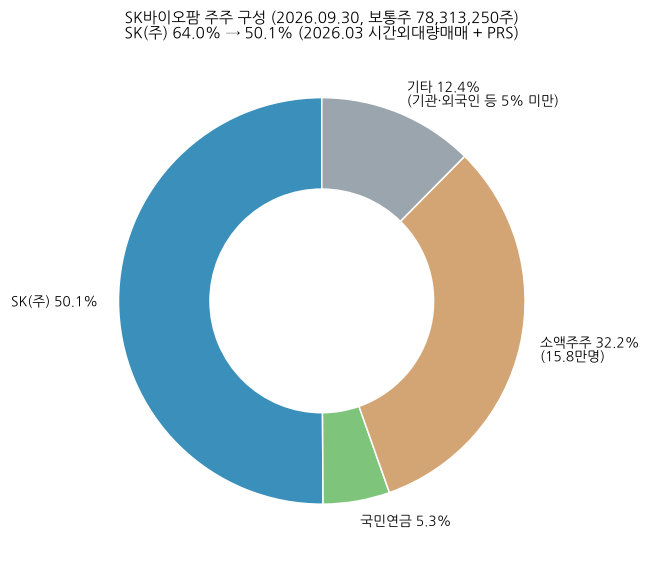 SK바이오팜 주주 구성 (2026.09.30, 보통주 78,313,250주)
SK(주) 64.0% → 50.1% (2026.03 시간외대량매매 + PRS)
기타 12.4%
(기관·외국인 등 5% 미만)
SK(주) 50.1%
소액주주 32.2%
(15.8만명)
국민연금 5.3%